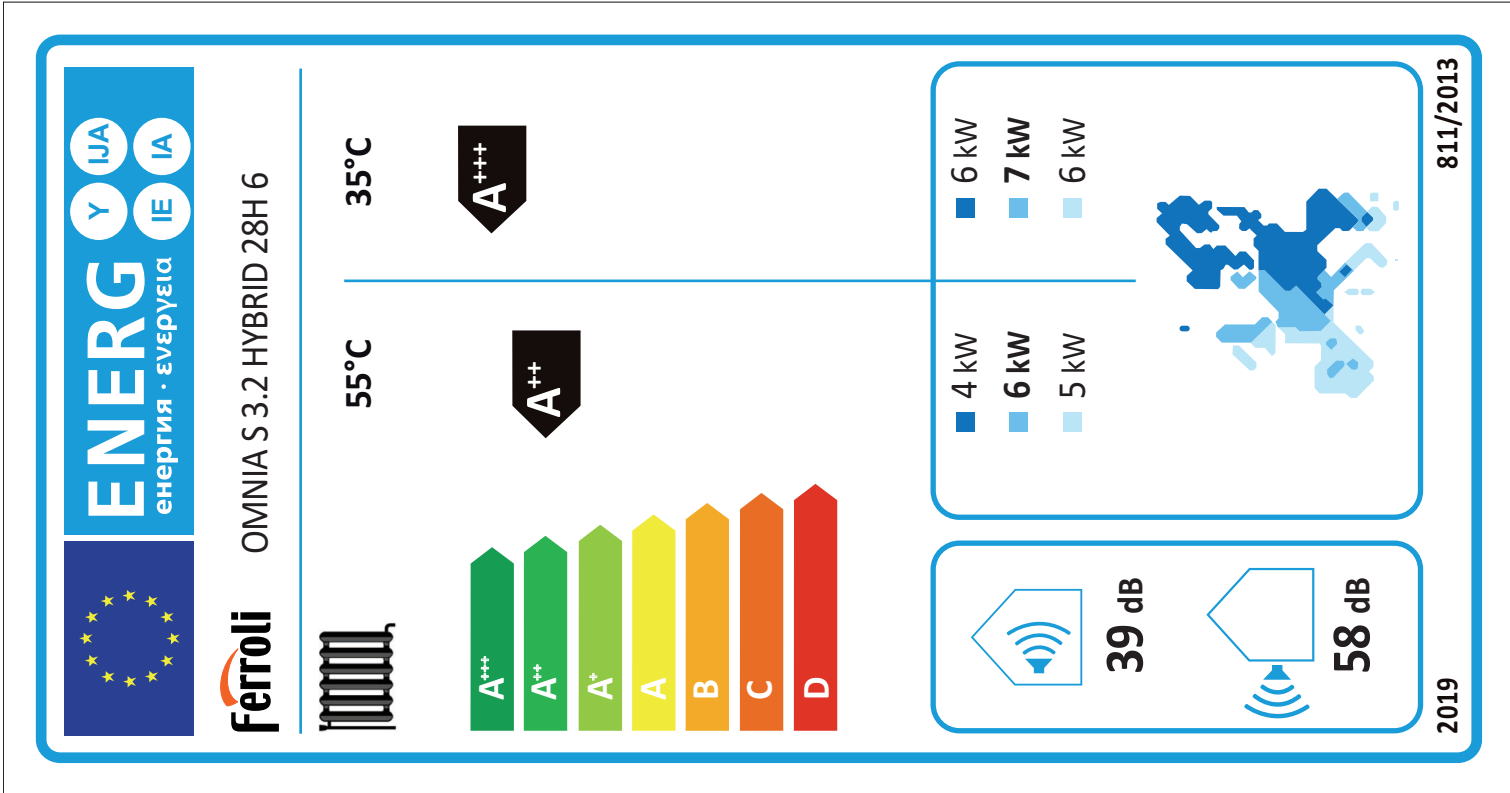 ENERG
енергия · ενεργεια
Y
IJA
IE
IA
Ferroli
OMNIA S 3.2 HYBRID 28H 6
55°C
35°C
A+++
A++
A+
A
B
C
D
A++
A+++
39 dB
58 dB
4 kW
6 kW
5 kW
6 kW
7 kW
6 kW
2019
811/2013